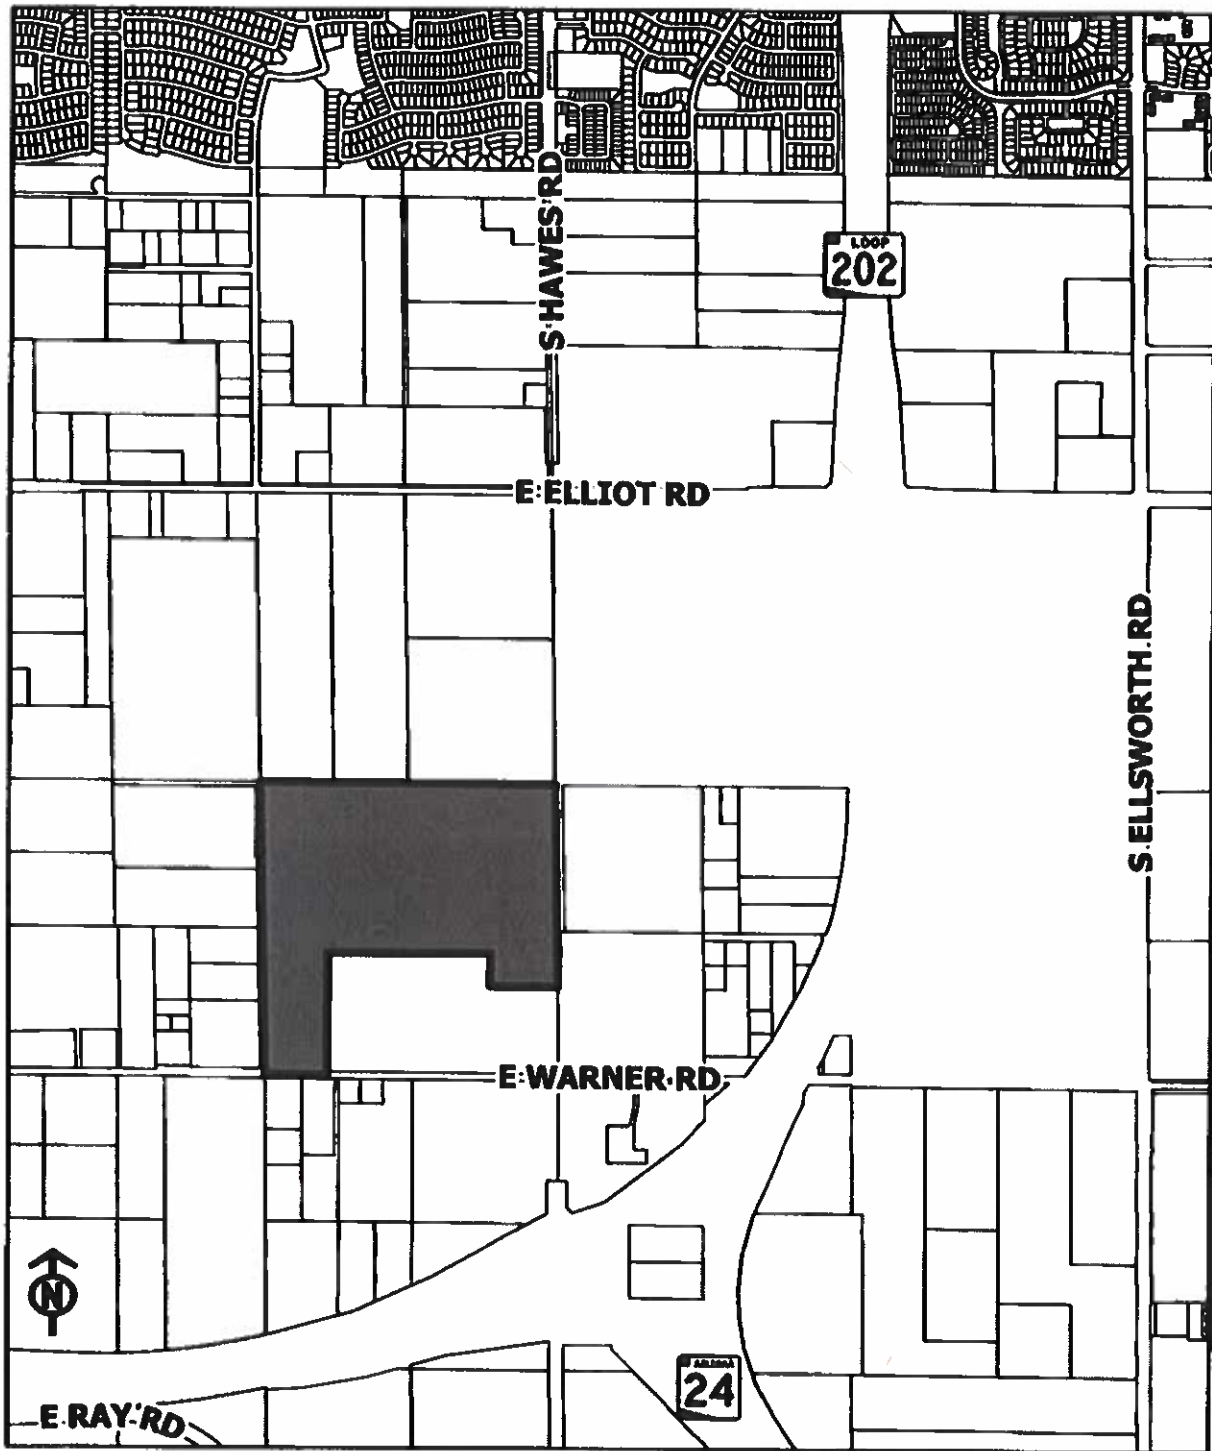 S HAWES RD
LOOP
202
E ELLIOT RD
S ELLSWORTH RD
E WARNER RD
N
ARIZONA
24
E RAY RD